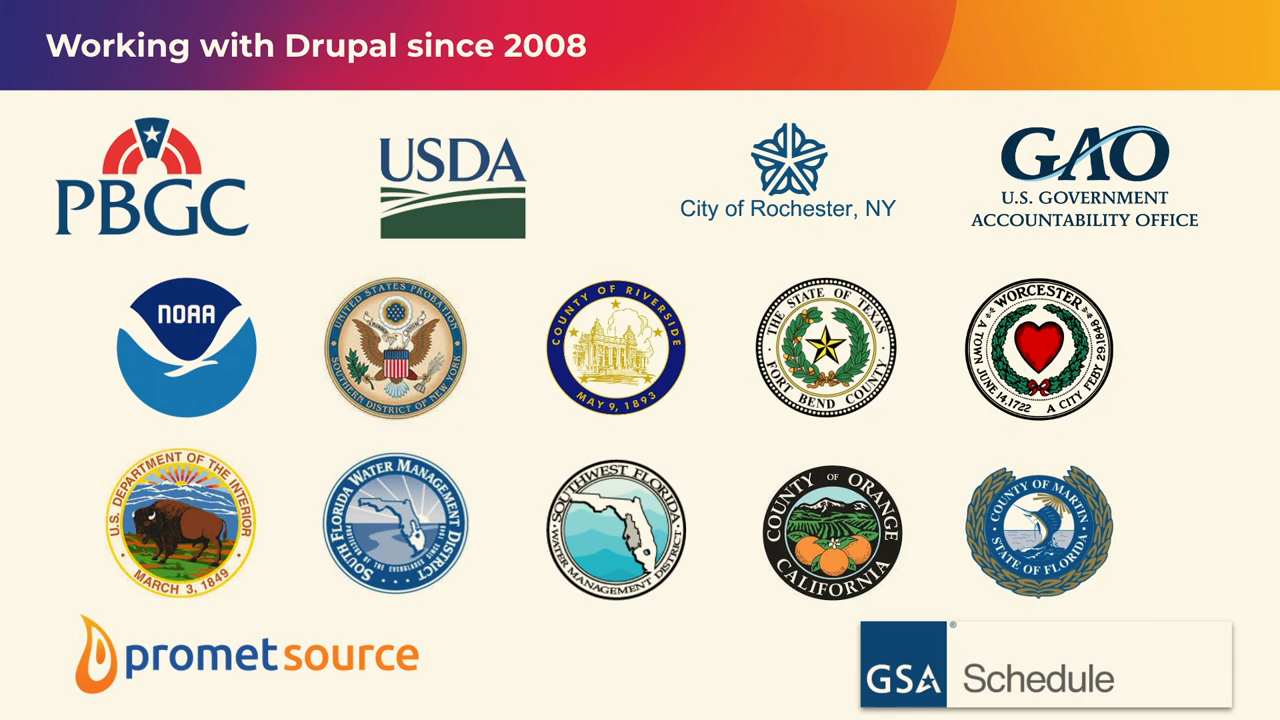 Working with Drupal since 2008
PBGC
USDA
City of Rochester, NY
GAO
U.S. GOVERNMENT
ACCOUNTABILITY OFFICE
NOAA
UNITED STATES PROBATION
SOUTHERN DISTRICT OF NEW YORK
COUNTY OF RIVERSIDE
MAY 9, 1893
THE STATE OF TEXAS
FORT BEND COUNTY
WORCESTER
A TOWN JUNE 14, 1722 A CITY FEBY 29, 1848
U.S. DEPARTMENT OF THE INTERIOR
MARCH 3, 1849
SOUTH FLORIDA WATER MANAGEMENT DISTRICT
SOUTHWEST FLORIDA
WATER MANAGEMENT DISTRICT
COUNTY OF ORANGE
CALIFORNIA
COUNTY OF MARTIN
STATE OF FLORIDA
promet source
GSA Schedule